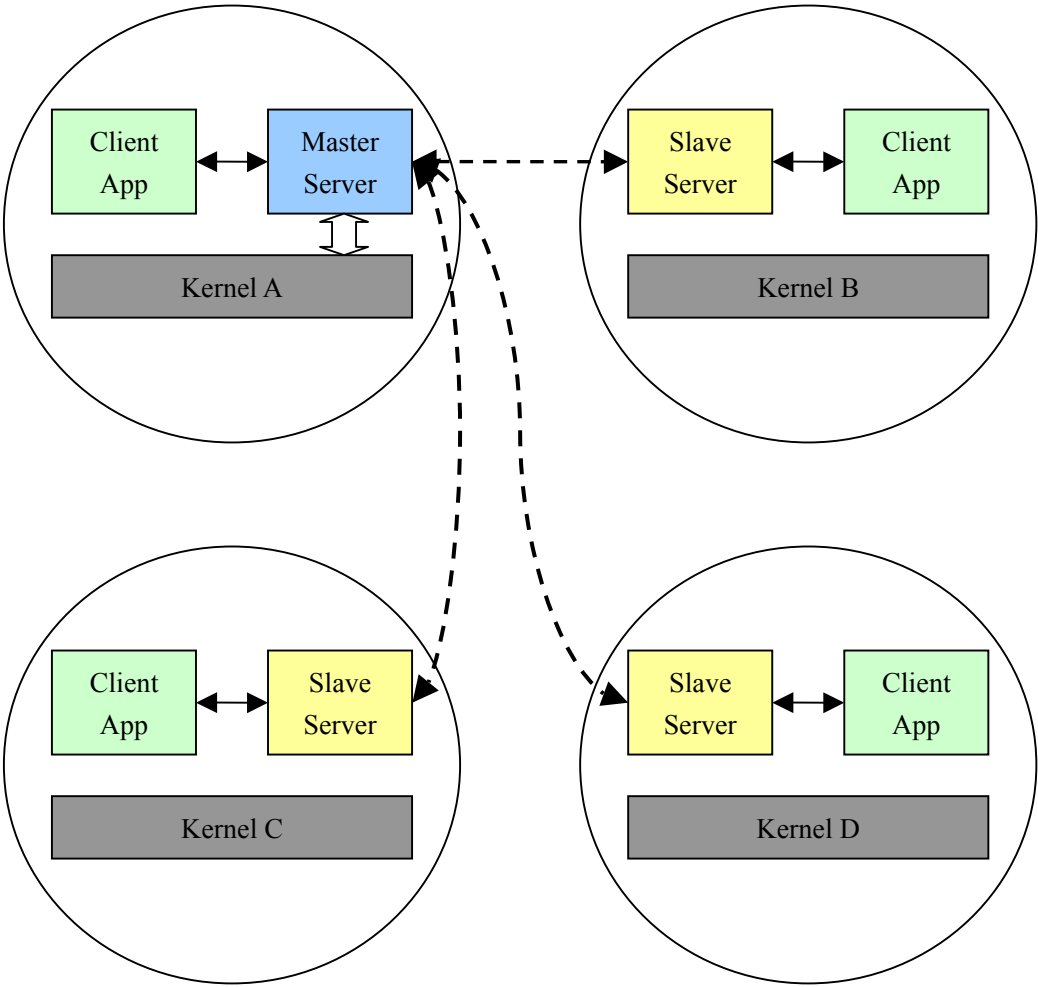 Client
App
Master
Server
Kernel A
Slave
Server
Client
App
Kernel B
Client
App
Slave
Server
Kernel C
Slave
Server
Client
App
Kernel D